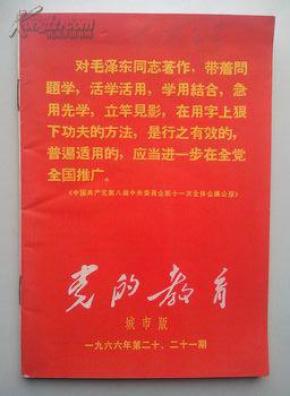 对毛泽东同志著作，带着問
題学，活学活用，学用結合，急
用先学，立竿見影，在用字上狠
下功夫的方法，是行之有效的，
普遍适用的，应当进一步在全党
全国推广。
《中国共产党第八届中央委员会第十一次全体会議公报》
党的教育
城市版
一九六六年第二十、二十一期